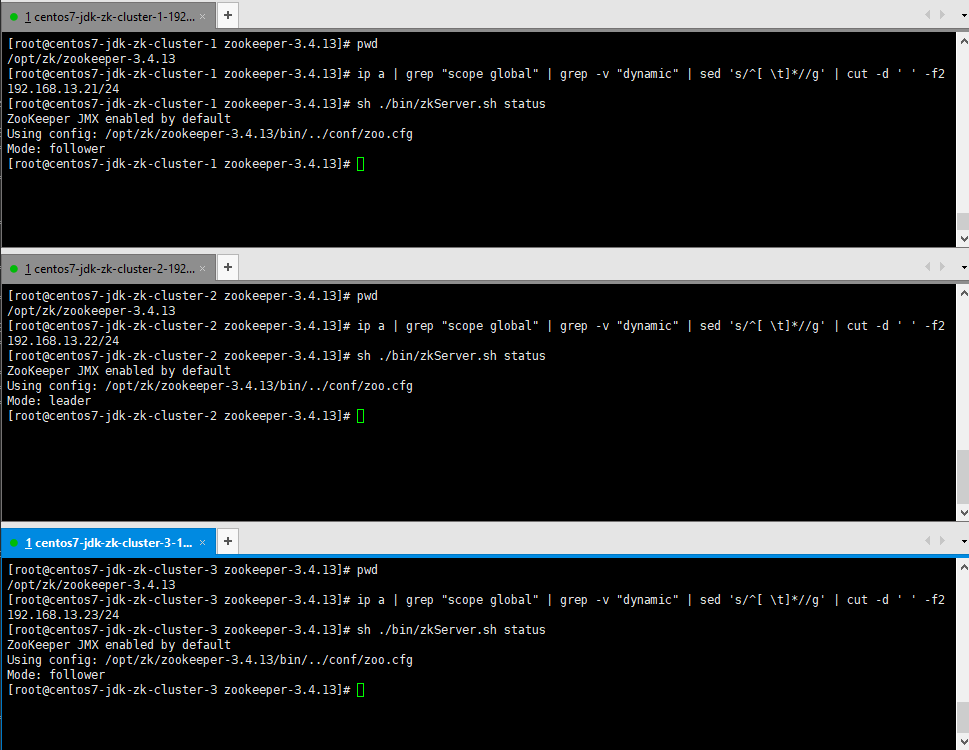 1 centos7-jdk-zk-cluster-1-192... × +
[root@centos7-jdk-zk-cluster-1 zookeeper-3.4.13]# pwd
/opt/zk/zookeeper-3.4.13
[root@centos7-jdk-zk-cluster-1 zookeeper-3.4.13]# ip a | grep "scope global" | grep -v "dynamic" | sed 's/^[ \t]*//g' | cut -d ' ' -f2
192.168.13.21/24
[root@centos7-jdk-zk-cluster-1 zookeeper-3.4.13]# sh ./bin/zkServer.sh status
ZooKeeper JMX enabled by default
Using config: /opt/zk/zookeeper-3.4.13/bin/../conf/zoo.cfg
Mode: follower
[root@centos7-jdk-zk-cluster-1 zookeeper-3.4.13]#
1 centos7-jdk-zk-cluster-2-192... × +
[root@centos7-jdk-zk-cluster-2 zookeeper-3.4.13]# pwd
/opt/zk/zookeeper-3.4.13
[root@centos7-jdk-zk-cluster-2 zookeeper-3.4.13]# ip a | grep "scope global" | grep -v "dynamic" | sed 's/^[ \t]*//g' | cut -d ' ' -f2
192.168.13.22/24
[root@centos7-jdk-zk-cluster-2 zookeeper-3.4.13]# sh ./bin/zkServer.sh status
ZooKeeper JMX enabled by default
Using config: /opt/zk/zookeeper-3.4.13/bin/../conf/zoo.cfg
Mode: leader
[root@centos7-jdk-zk-cluster-2 zookeeper-3.4.13]#
1 centos7-jdk-zk-cluster-3-1... × +
[root@centos7-jdk-zk-cluster-3 zookeeper-3.4.13]# pwd
/opt/zk/zookeeper-3.4.13
[root@centos7-jdk-zk-cluster-3 zookeeper-3.4.13]# ip a | grep "scope global" | grep -v "dynamic" | sed 's/^[ \t]*//g' | cut -d ' ' -f2
192.168.13.23/24
[root@centos7-jdk-zk-cluster-3 zookeeper-3.4.13]# sh ./bin/zkServer.sh status
ZooKeeper JMX enabled by default
Using config: /opt/zk/zookeeper-3.4.13/bin/../conf/zoo.cfg
Mode: follower
[root@centos7-jdk-zk-cluster-3 zookeeper-3.4.13]#